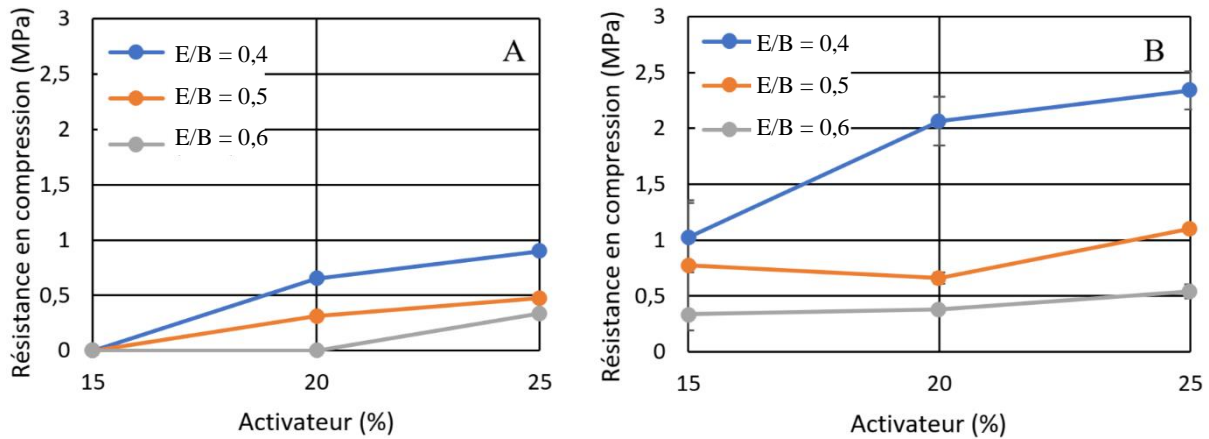 Résistance en compression (MPa)
3
2,5
2
1,5
1
0,5
0
E/B = 0,4
E/B = 0,5
E/B = 0,6
A
15
20
25
Activateur (%)
Résistance en compression (MPa)
3
2,5
2
1,5
1
0,5
0
E/B = 0,4
E/B = 0,5
E/B = 0,6
B
15
20
25
Activateur (%)